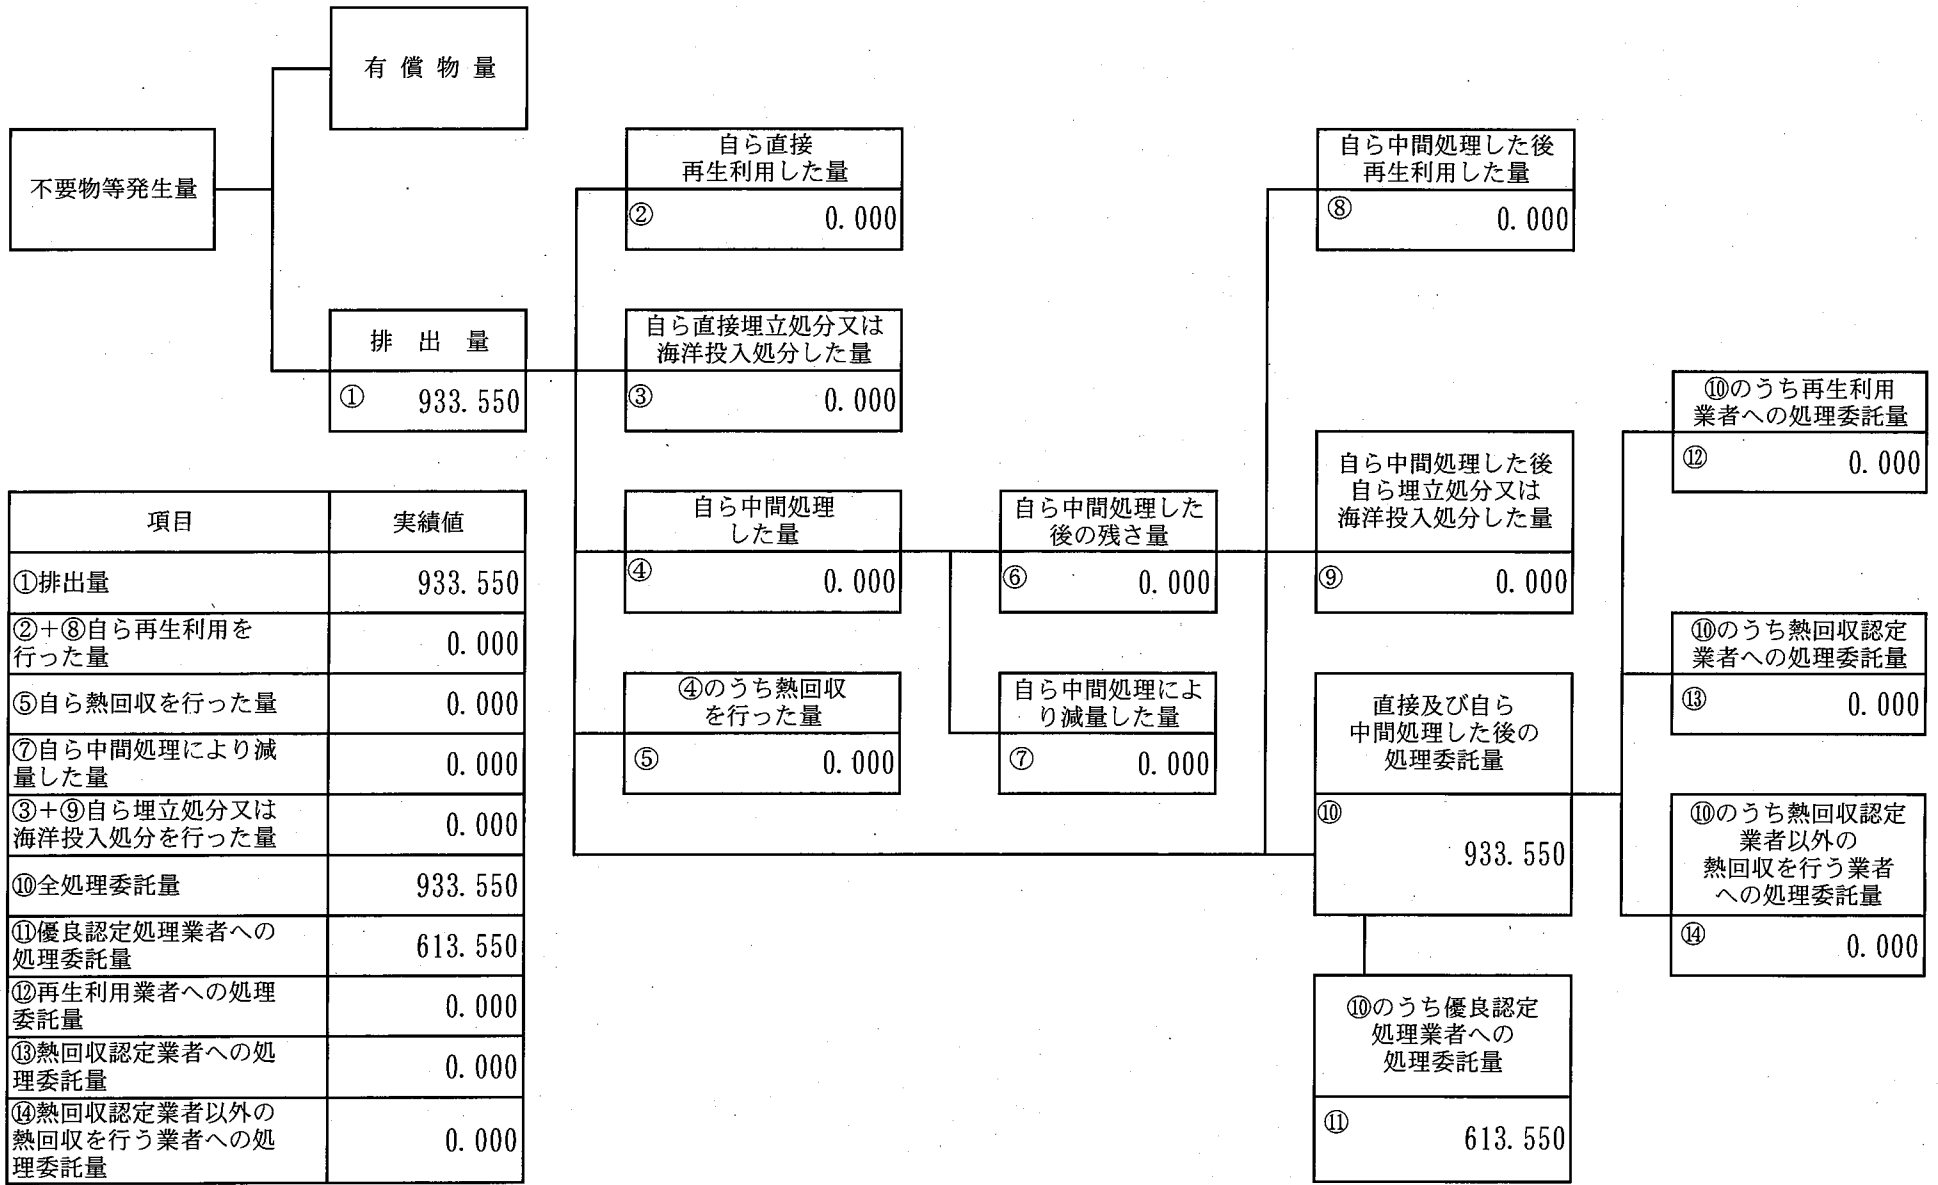 有償物量
不要物等発生量
排出量
① 933.550
自ら直接
再生利用した量
② 0.000
自ら直接埋立処分又は
海洋投入処分した量
③ 0.000
自ら中間処理
した量
④ 0.000
④のうち熱回収
を行った量
⑤ 0.000
自ら中間処理した
後の残さ量
⑥ 0.000
自ら中間処理によ
り減量した量
⑦ 0.000
自ら中間処理した後
再生利用した量
⑧ 0.000
自ら中間処理した後
自ら埋立処分又は
海洋投入処分した量
⑨ 0.000
直接及び自ら
中間処理した後の
処理委託量
⑩
933.550
⑩のうち優良認定
処理業者への
処理委託量
⑪ 613.550
⑩のうち再生利用
業者への処理委託量
⑫ 0.000
⑩のうち熱回収認定
業者への処理委託量
⑬ 0.000
⑩のうち熱回収認定
業者以外の
熱回収を行う業者
への処理委託量
⑭ 0.000
項目 実績値
①排出量 933.550
②+⑧自ら再生利用を
行った量 0.000
⑤自ら熱回収を行った量 0.000
⑦自ら中間処理により減
量した量 0.000
③+⑨自ら埋立処分又は
海洋投入処分を行った量 0.000
⑩全処理委託量 933.550
⑪優良認定処理業者への
処理委託量 613.550
⑫再生利用業者への処理
委託量 0.000
⑬熱回収認定業者への処
理委託量 0.000
⑭熱回収認定業者以外の
熱回収を行う業者への処
理委託量 0.000